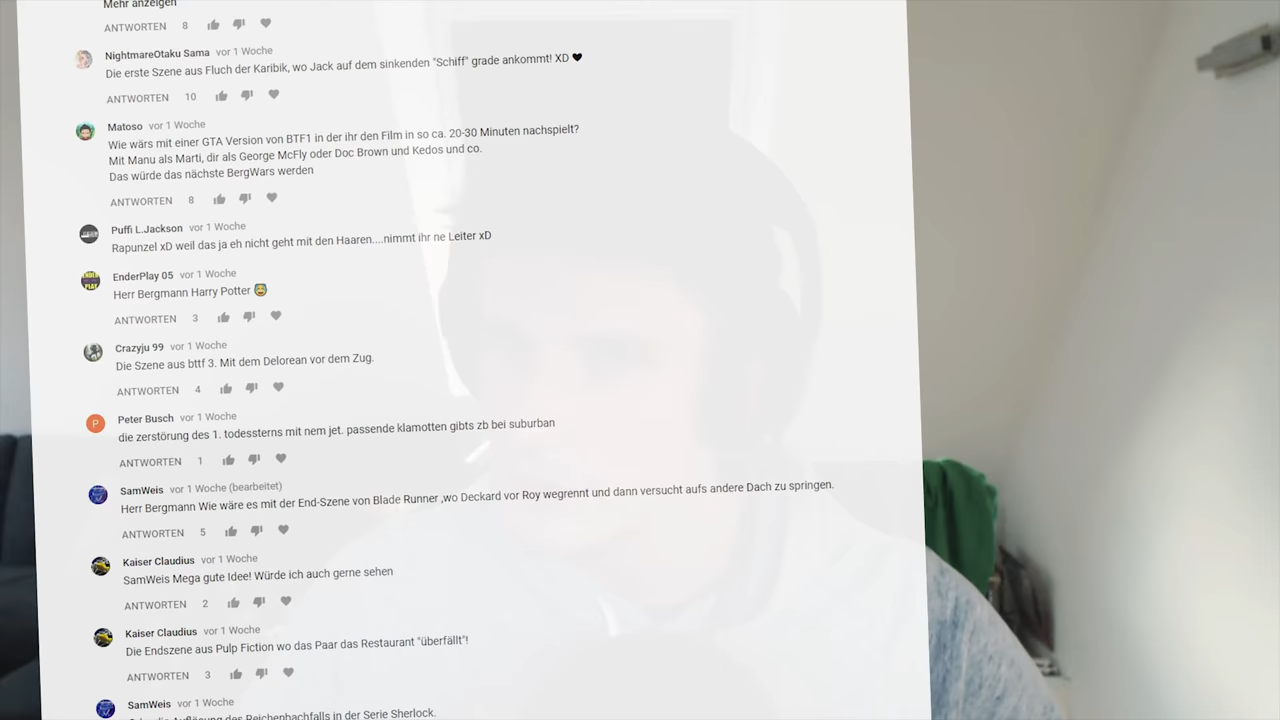 Mehr anzeigen
ANTWORTEN 8
NightmareOtaku Sama vor 1 Woche
Die erste Szene aus Fluch der Karibik, wo Jack auf dem sinkenden "Schiff" grade ankommt! XD ♥
ANTWORTEN 10
Matoso vor 1 Woche
Wie wärs mit einer GTA Version von BTF1 in der ihr den Film in so ca. 20-30 Minuten nachspielt?
Mit Manu als Marti, dir als George McFly oder Doc Brown und Kedos und co.
Das würde das nächste BergWars werden
ANTWORTEN 8
Puffi L.Jackson vor 1 Woche
Rapunzel xD weil das ja eh nicht geht mit den Haaren....nimmt ihr ne Leiter xD
EnderPlay 05 vor 1 Woche
Herr Bergmann Harry Potter
ANTWORTEN 3
Crazyju 99 vor 1 Woche
Die Szene aus bttf 3. Mit dem Delorean vor dem Zug.
ANTWORTEN 4
P
Peter Busch vor 1 Woche
die zerstörung des 1. todessterns mit nem jet. passende klamotten gibts zb bei suburban
ANTWORTEN 1
SamWeis vor 1 Woche (bearbeitet)
Herr Bergmann Wie wäre es mit der End-Szene von Blade Runner ,wo Deckard vor Roy wegrennt und dann versucht aufs andere Dach zu springen.
ANTWORTEN 5
Kaiser Claudius vor 1 Woche
SamWeis Mega gute Idee! Würde ich auch gerne sehen
ANTWORTEN 2
Kaiser Claudius vor 1 Woche
Die Endszene aus Pulp Fiction wo das Paar das Restaurant "überfällt"!
ANTWORTEN 3
SamWeis vor 1 Woche
die Auflösung des Reichenbachfalls in der Serie Sherlock.